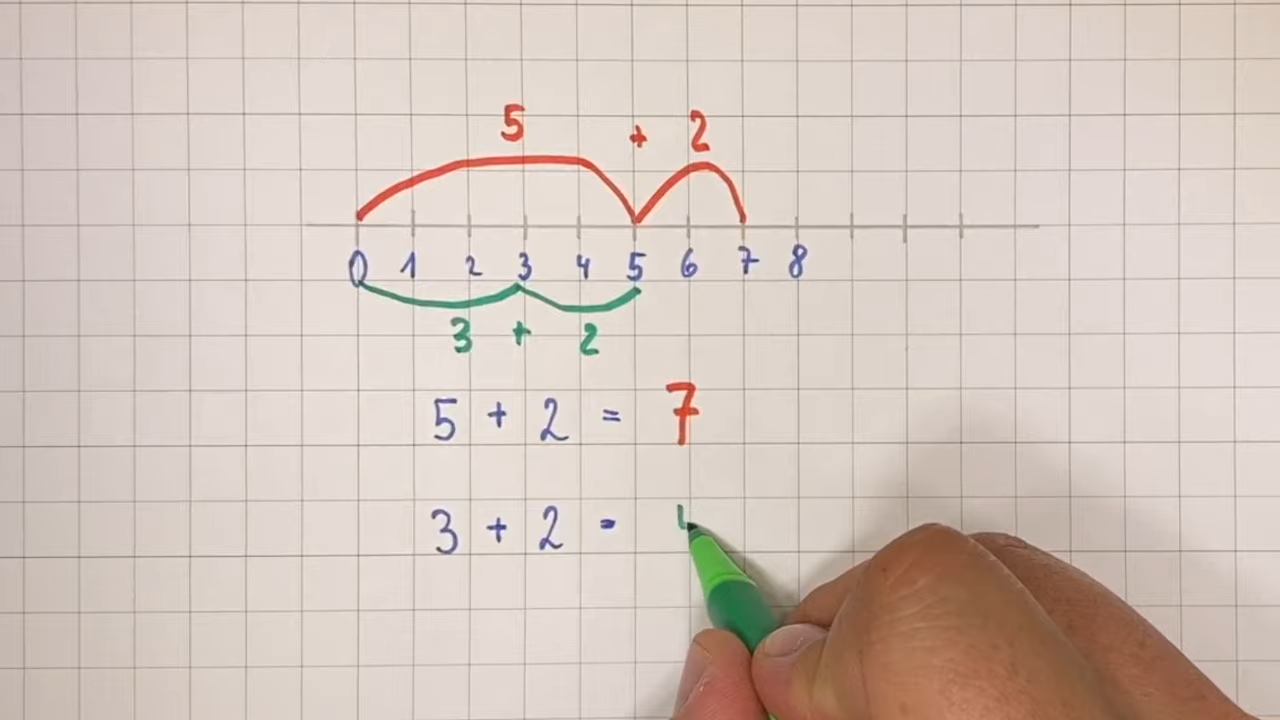 5 + 2
0 1 2 3 4 5 6 7 8
3 + 2
5 + 2 = 7
3 + 2 =